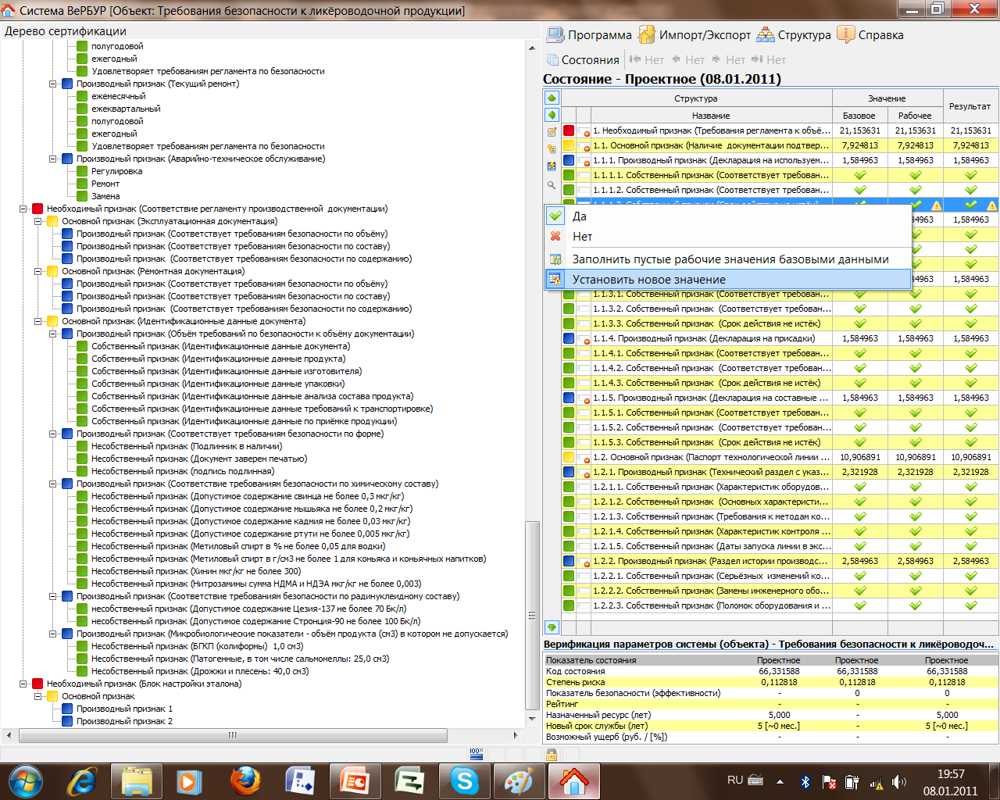 Система ВеРБУР [Объект: Требования безопасности к ликёроводочной продукции]
Дерево сертификации
полугодовой
ежегодный
Удовлетворяет требованиям регламента по безопасности
Производный признак (Текущий ремонт)
ежемесячный
ежеквартальный
полугодовой
ежегодный
Удовлетворяет требованиям регламента по безопасности
Производный признак (Аварийно-техническое обслуживание)
Регулировка
Ремонт
Замена
Необходимый признак (Соответствие регламенту производственной  документации)
Основной признак (Эксплуатационная документация)
Производный признак (Соответствует требованиям безопасности по объёму)
Производный признак  (Соответствует требованиям безопасности по составу)
Производный признак  (Соответствует требованиям безопасности по содержанию)
Основной признак (Ремонтная документация)
Производный признак (Соответствует требованиям безопасности по объёму)
Производный признак  (Соответствует требованиям безопасности по составу)
Производный признак  (Соответствует требованиям безопасности по содержанию)
Основной признак (Идентификационные данные документа)
Производный признак (Объём требований по безопасности к объёму документации)
Собственный признак (Идентификационные данные документа)
Собственный признак (Идентификационные данные продукта)
Собственный признак (Идентификационные данные изготовителя)
Собственный признак (Идентификационные данные упаковки)
Собственный признак (Идентификационные данные анализа состава продукта)
Собственный признак (Идентификационные данные требований к транспортировке)
Собственный признак (Идентификационные данные по приёмке продукции)
Производный признак (Соответствует требованиям безопасности по форме)
Несобственный признак (Подлинник в наличии)
Несобственный признак (Документ заверен печатью)
Несобственный признак (подпись подлинная)
Производный признак (Соответствие требованиям безопасности по химическому составу)
Несобственный признак (Допустимое содержание свинца не более 0,3 мкг/кг)
Несобственный признак (Допустимое содержание мышьяка не более 0,2 мкг/кг)
Несобственный признак (Допустимое содержание кадмия не более 0,03 мкг/кг)
Несобственный признак (Допустимое содержание ртути не более 0,005 мкг/кг)
Несобственный признак (Метиловый спирт в % не более 0,05 для водки)
Несобственный признак (Метиловый спирт в г/см3 не более 1 для коньяка и коньячных напитков)
Несобственный признак (Хинин мкг/кг не более 300)
Несобственный признак (Нитрозамины сумма НДМА и НДЭА мкг/кг не более 0,003)
Производный признак (Соответствие требованиям безопасности по радинуклеидному составу)
несобственный признак (Допустимое содержание Цезия-137 не более 70 Бк/л)
несобственный признак (Допустимое содержание Стронция-90 не более 100 Бк/л)
Производный признак (Микробиологические показатели - объём продукта (см3) в котором не допускается)
Несобственный признак (БГКП (колиформы)  1,0 см3)
Несобственный признак (Патогенные, в том числе сальмонеллы: 25,0 см3)
Несобственный признак (Дрожжи и плесень: 40,0 см3)
Необходимый признак (Блок настройки эталона)
Основной признак
Производный признак 1
Производный признак 2
100%
Программа Импорт/Экспорт Структура Справка
Состояния Нет Нет Нет Нет
Состояние - Проектное (08.01.2011)
Структура Значение Результат
Название Базовое Рабочее
1. Необходимый признак (Требования регламента к объё... 21,153631 21,153631 21,153631
1.1. Основной признак (Наличие  документации подтвер... 7,924813 7,924813 7,924813
1.1.1. Производный признак (Декларация на используем... 1,584963 1,584963 1,584963
1.1.1.1. Собственный признак (Соответствует требован...
1.1.1.2. Собственный признак (Соответствует требован...
Да
Нет
Заполнить пустые рабочие значения базовыми данными
Установить новое значение
84963 1,584963
84963 1,584963
1.1.3.1. Собственный признак (Соответствует требован...
1.1.3.2. Собственный признак  (Соответствует требован...
1.1.3.3. Собственный признак  (Срок действия не истёк)
1.1.4. Производный признак (Декларация на присадки) 1,584963 1,584963 1,584963
1.1.4.1. Собственный признак (Соответствует требован...
1.1.4.2. Собственный признак  (Соответствует требован...
1.1.4.3. Собственный признак  (Срок действия не истёк)
1.1.5. Производный признак (Декларация на составные ... 1,584963 1,584963 1,584963
1.1.5.1. Собственный признак (Соответствует требован...
1.1.5.2. Собственный признак  (Соответствует требован...
1.1.5.3. Собственный признак  (Срок действия не истёк)
1.2. Основной признак (Паспорт технологической линии ... 10,906891 10,906891 10,906891
1.2.1. Производный признак (Технический раздел с указ... 2,321928 2,321928 2,321928
1.2.1.1. Собственный признак (Характеристик оборудов...
1.2.1.2. Собственный признак  (Основных характеристи...
1.2.1.3. Собственный признак (Требования к методам ко...
1.2.1.4. Собственный признак (Характеристик контроля ...
1.2.1.5. Собственный признак (Даты запуска линии в экс...
1.2.2. Производный признак (Раздел истории производс... 2,584963 2,584963 2,584963
1.2.2.1. Собственный признак (Серьёзных  изменений ко...
1.2.2.2. Собственный признак (Замены инженерного обо...
1.2.2.3. Собственный признак (Поломок оборудования и ...
Верификация параметров системы (объекта) - Требования безопасности к ликёроводоч...
Показатель состояния Проектное Проектное Проектное
Код состояния 66,331588 66,331588 66,331588
Степень риска 0,112818 0,112818 0,112818
Показатель безопасности (эффективности) - 0 0
Рейтинг - - -
Назначенный ресурс (лет) 5,000 - 5,000
Новый срок службы (лет) 5 [~0 мес.] - 5 [~0 мес.]
Возможный ущерб (руб. / [%]) - - -
RU
19:57
08.01.2011